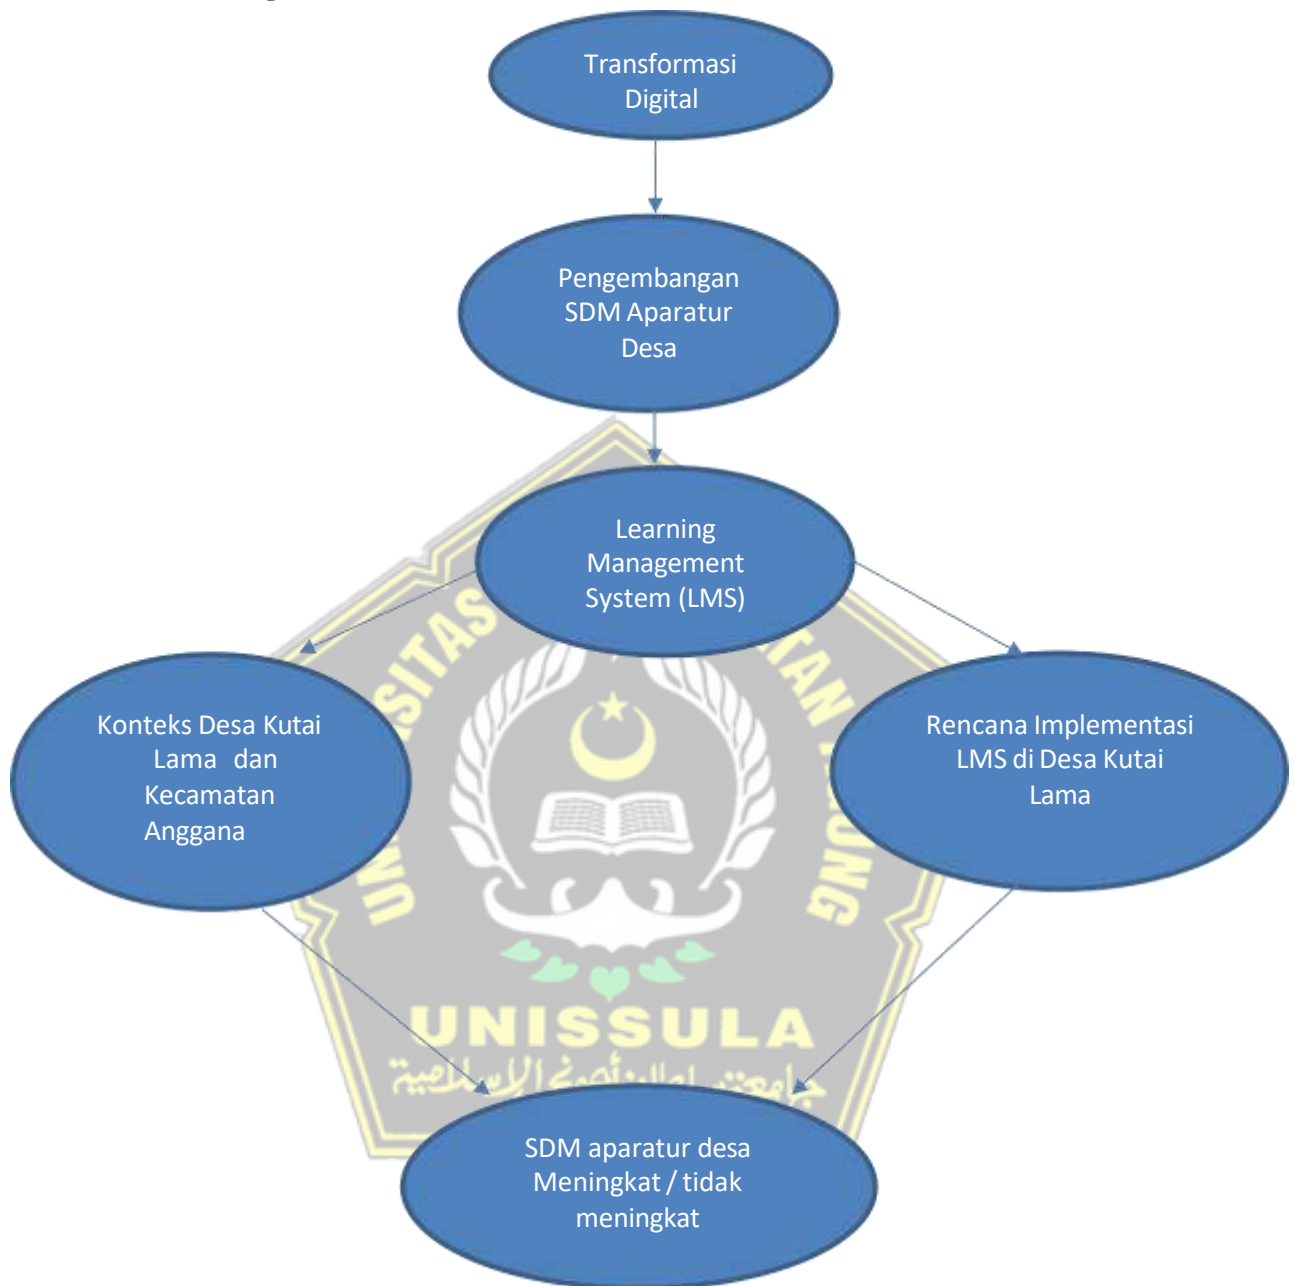 Transformasi
Digital
Pengembangan
SDM Aparatur
Desa
Learning
Management
System (LMS)
Konteks Desa Kutai
Lama dan
Kecamatan
Anggana
Rencana Implementasi
LMS di Desa Kutai
Lama
UNISSULA
SDM aparatur desa
Meningkat / tidak
meningkat